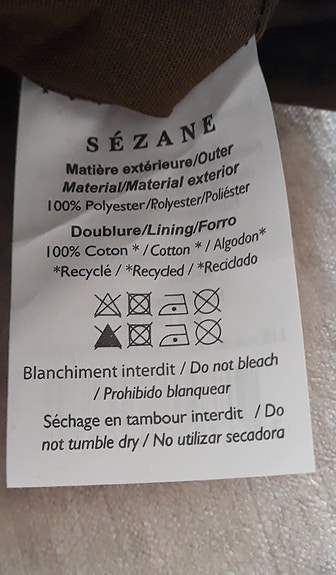 SÉZANE
Matière extérieure/Outer
Material/Material exterior
100% Polyester/Polyester/Poliéster
Doublure/Lining/Forro
100% Coton * / Cotton * / Algodon*
*Recyclé / *Recycled / *Reciclado
Blanchiment interdit / Do not bleach
/ Prohibido blanquear
Séchage en tambour interdit / Do
not tumble dry / No utilizar secadora